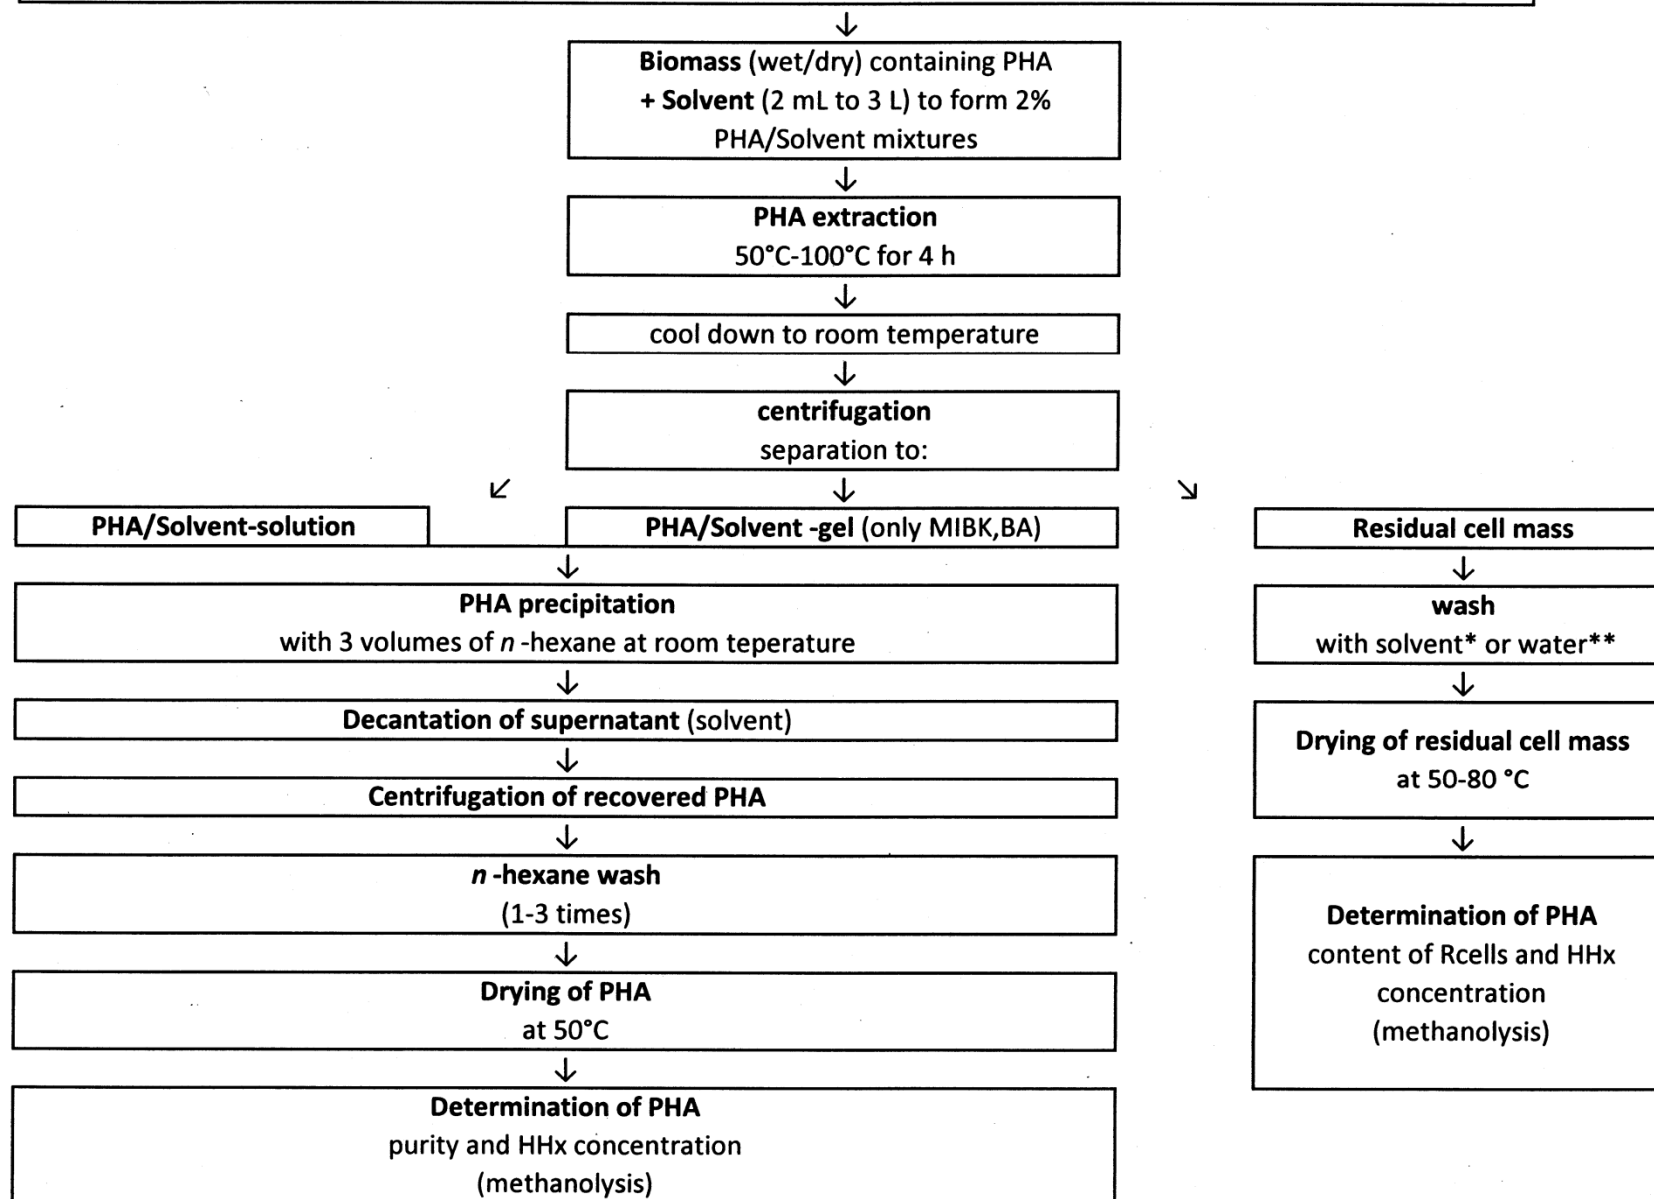 Biomass (wet/dry) containing PHA
+ Solvent (2 mL to 3 L) to form 2%
PHA/Solvent mixtures
PHA extraction
50°C-100°C for 4 h
cool down to room temperature
centrifugation
separation to:
PHA/Solvent-solution
PHA/Solvent -gel (only MIBK,BA)
PHA precipitation
with 3 volumes of n -hexane at room teperature
Decantation of supernatant (solvent)
Centrifugation of recovered PHA
n -hexane wash
(1-3 times)
Drying of PHA
at 50°C
Determination of PHA
purity and HHx concentration
(methanolysis)
Residual cell mass
wash
with solvent* or water**
Drying of residual cell mass
at 50-80 °C
Determination of PHA
content of Rcells and HHx
concentration
(methanolysis)